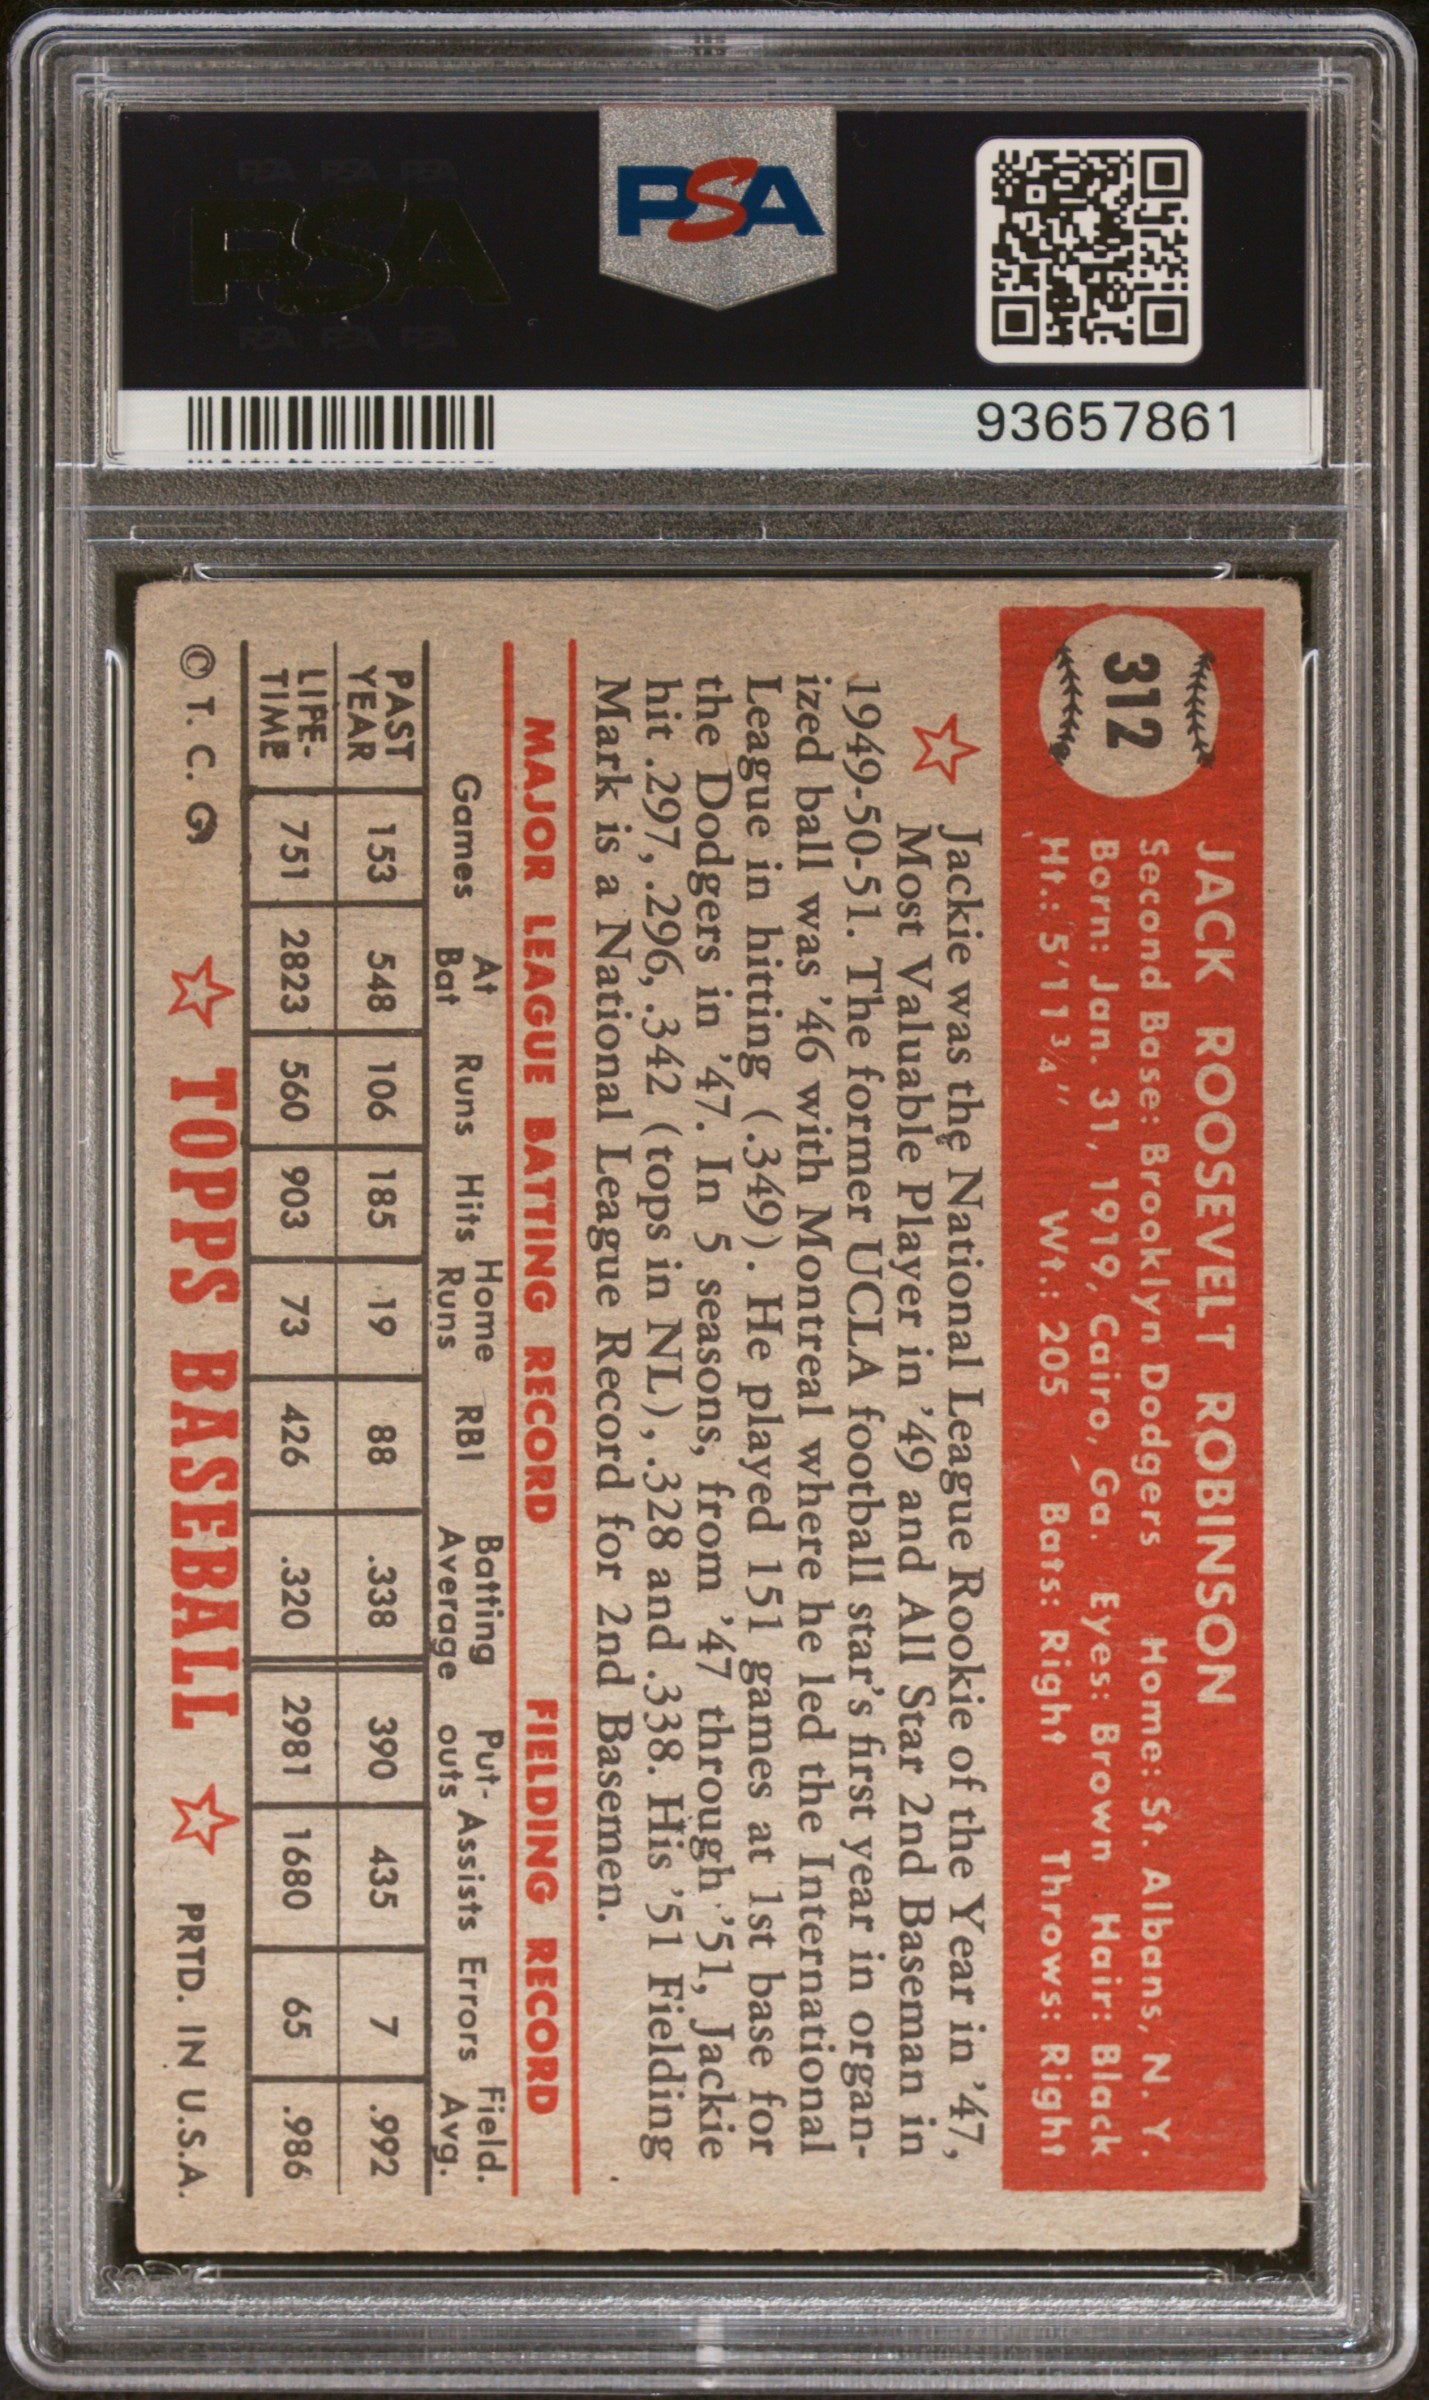 PSA PSA PSA
PSA
PSA PSA PSA
PSA
93657861
312
JACK ROOSEVELT ROBINSON
Second Base: Brooklyn Dodgers Home: St. Albans, N. Y.
Born: Jan. 31, 1919, Cairo, Ga. Eyes: Brown Hair: Black
Ht.: 5'11 3/4" Wt.: 205 Bats: Right Throws: Right
Jackie was the National League Rookie of the Year in '47,
Most Valuable Player in '49 and All Star 2nd Baseman in
1949-50-51. The former UCLA football star's first year in organ-
ized ball was '46 with Montreal where he led the International
League in hitting (.349). He played 151 games at 1st base for
the Dodgers in '47. In 5 seasons, from '47 through '51, Jackie
hit .297, .296, .342 (tops in NL), .328 and .338. His '51 Fielding
Mark is a National League Record for 2nd Basemen.
MAJOR LEAGUE BATTING RECORD FIELDING RECORD
Games At Bat Runs Hits Home Runs RBI Batting Average Put-outs Assists Errors Field. Avg.
PAST YEAR 153 548 106 185 19 88 .338 390 435 7 .992
LIFE-TIME 751 2823 560 903 73 426 .320 2981 1680 65 .986
© T. C. G. TOPPS BASEBALL PRTD. IN U.S.A.